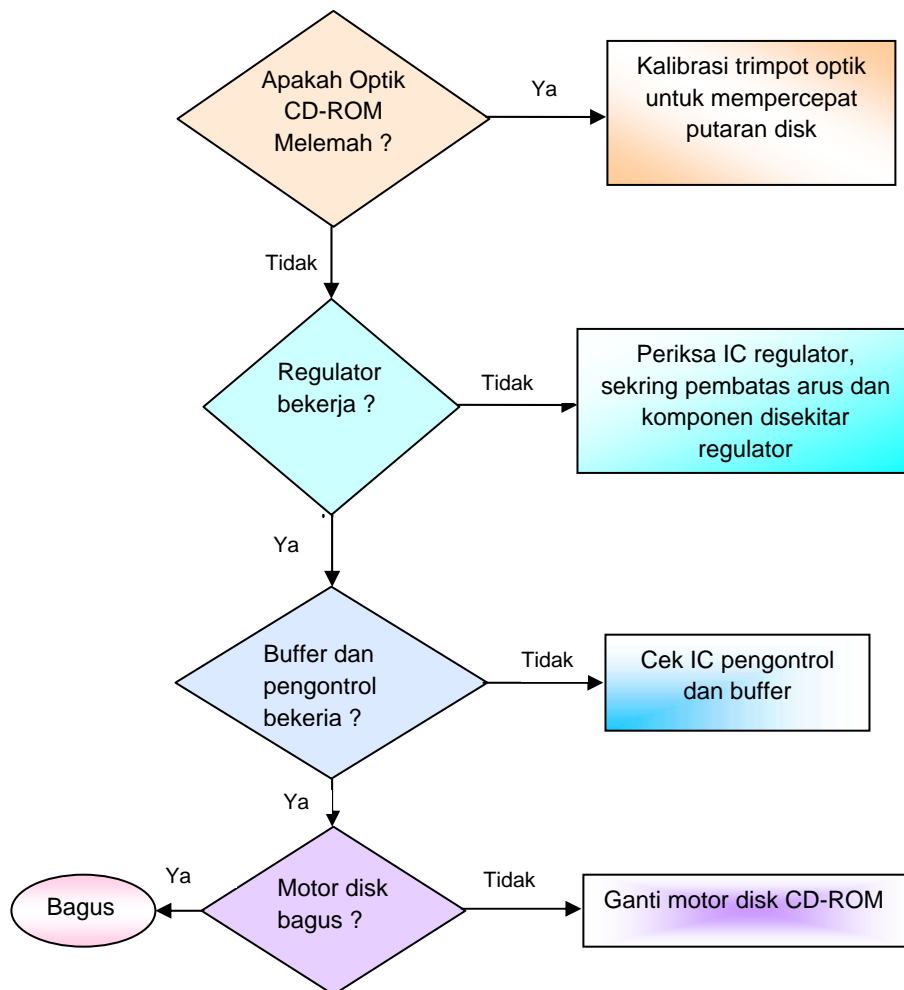 Apakah Optik
CD-ROM
Melemah ?
Ya
Kalibrasi trimpot optik
untuk mempercepat
putaran disk
Tidak
Regulator
bekerja ?
Tidak
Periksa IC regulator,
sekring pembatas arus dan
komponen disekitar
regulator
Ya
Buffer dan
pengontrol
bekeria ?
Tidak
Cek IC pengontrol
dan buffer
Ya
Motor disk
bagus ?
Ya
Bagus
Tidak
Ganti motor disk CD-ROM